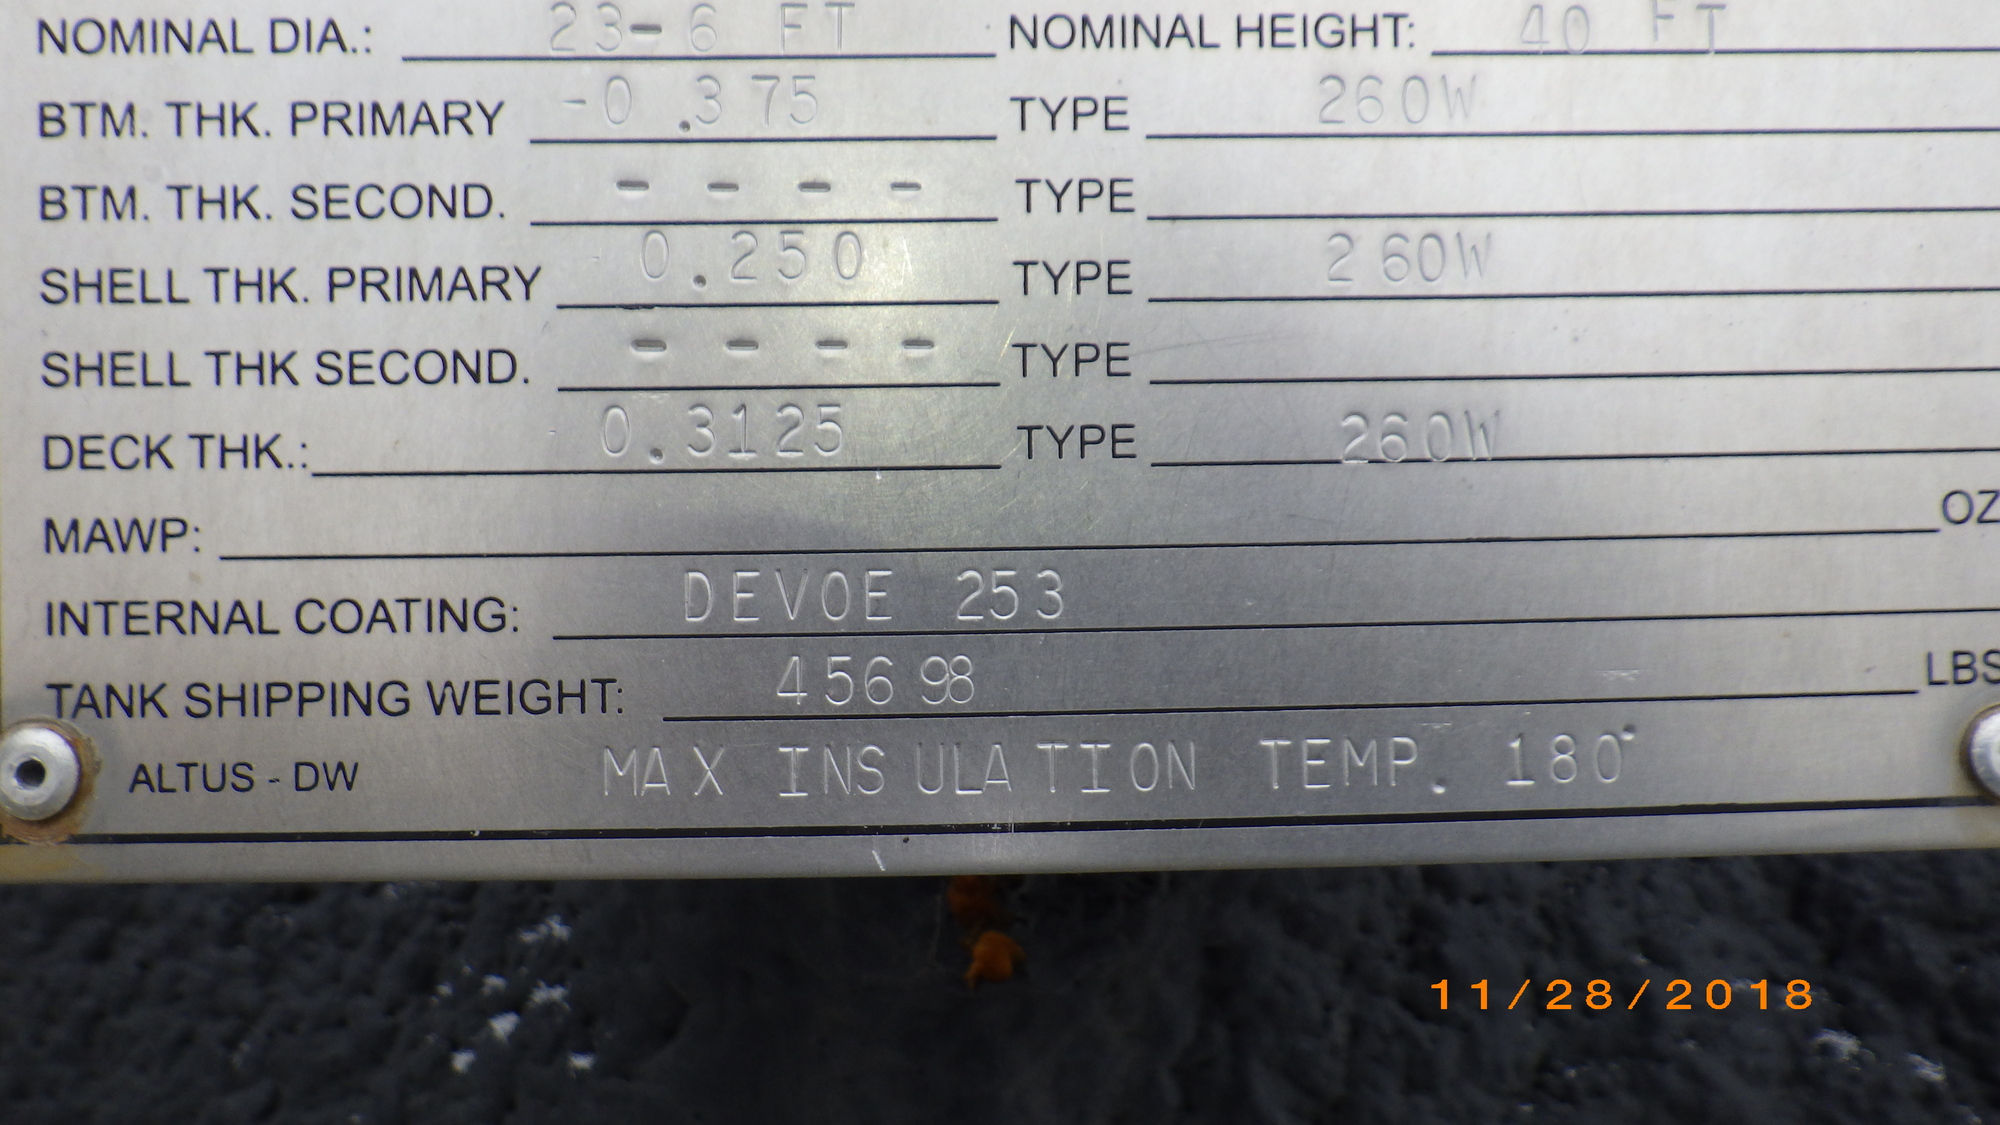 NOMINAL DIA.: 23-6 FT NOMINAL HEIGHT: 40 FT
BTM. THK. PRIMARY -0.375 TYPE 260W
BTM. THK. SECOND. - - - - TYPE
SHELL THK. PRIMARY 0.250 TYPE 260W
SHELL THK SECOND. - - - - TYPE
DECK THK.: 0.3125 TYPE 260W
MAWP: OZ
INTERNAL COATING: DEVOE 253
TANK SHIPPING WEIGHT: 45698 LBS
ALTUS - DW MAX INSULATION TEMP. 180°
11/28/2018